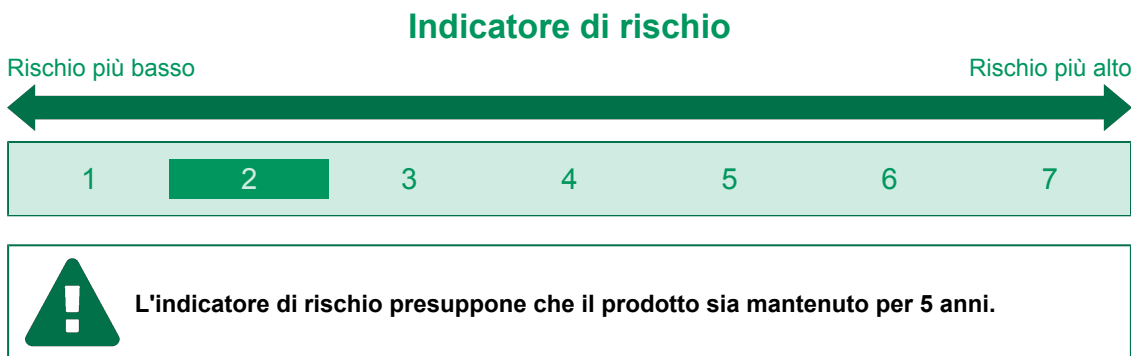 Indicatore di rischio
Rischio più basso Rischio più alto
1 2 3 4 5 6 7
L'indicatore di rischio presuppone che il prodotto sia mantenuto per 5 anni.